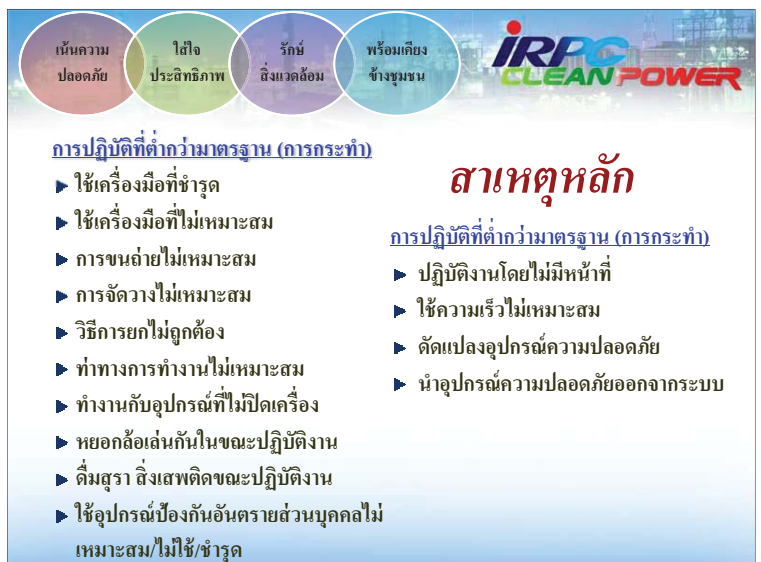 เน้นความ
ปลอดภัย
ใส่ใจ
ประสิทธิภาพ
รักษ์
สิ่งแวดล้อม
พร้อมเคียง
ข้างชุมชน
iRPC
CLEAN POWER
การปฏิบัติที่ต่ำกว่ามาตรฐาน (การกระทำ)
ใช้เครื่องมือที่ชำรุด
ใช้เครื่องมือที่ไม่เหมาะสม
การขนถ่ายไม่เหมาะสม
การจัดวางไม่เหมาะสม
วิธีการยกไม่ถูกต้อง
ท่าทางการทำงานไม่เหมาะสม
ทำงานกับอุปกรณ์ที่ไม่ปิดเครื่อง
หยอกล้อเล่นกันในขณะปฏิบัติงาน
ดื่มสุรา สิ่งเสพติดขณะปฏิบัติงาน
ใช้อุปกรณ์ป้องกันอันตรายส่วนบุคคลไม่
เหมาะสม/ไม่ใช้/ชำรุด
สาเหตุหลัก
การปฏิบัติที่ต่ำกว่ามาตรฐาน (การกระทำ)
ปฏิบัติงานโดยไม่มีหน้าที่
ใช้ความเร็วไม่เหมาะสม
ดัดแปลงอุปกรณ์ความปลอดภัย
นำอุปกรณ์ความปลอดภัยออกจากระบบ